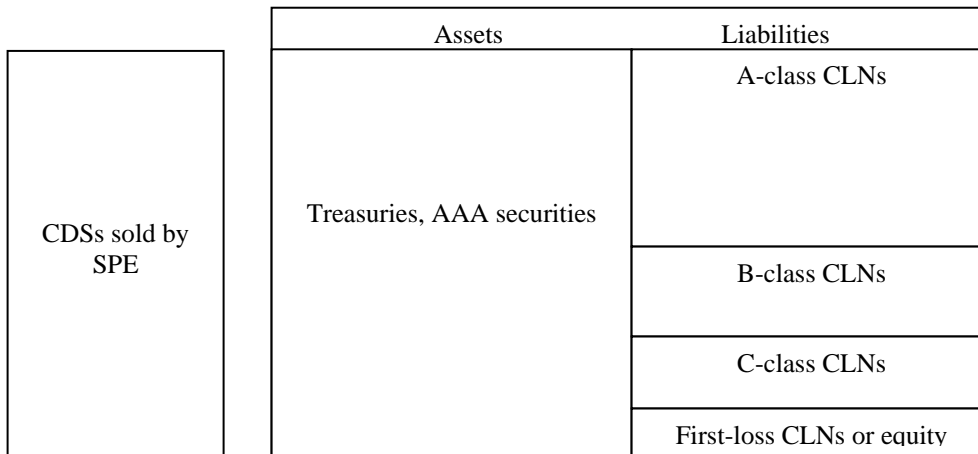 Assets Liabilities
CDSs sold by
SPE
Treasuries, AAA securities
A-class CLNs
B-class CLNs
C-class CLNs
First-loss CLNs or equity